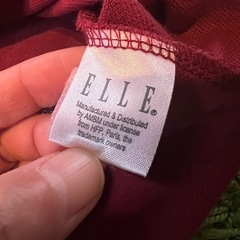 ELLE®
Manufactured & Distributed
by AMBM under license
from HFP, Paris, the
trademark owners